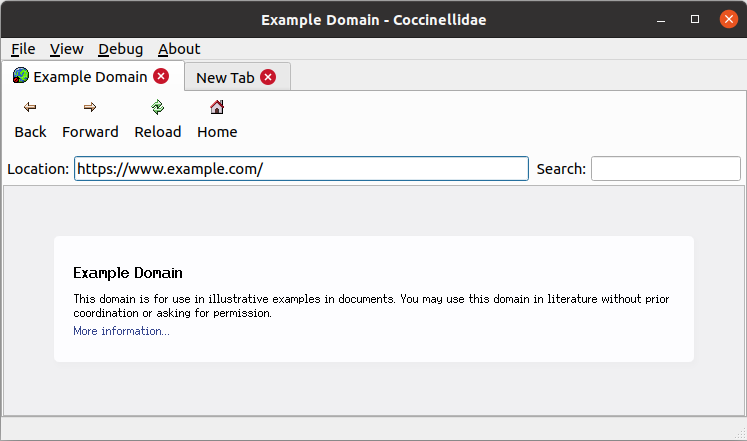 Example Domain - Coccinellidae
File View Debug About
Example Domain New Tab
Back Forward Reload Home
Location: https://www.example.com/ Search:
Example Domain
This domain is for use in illustrative examples in documents. You may use this domain in literature without prior
coordination or asking for permission.
More information...